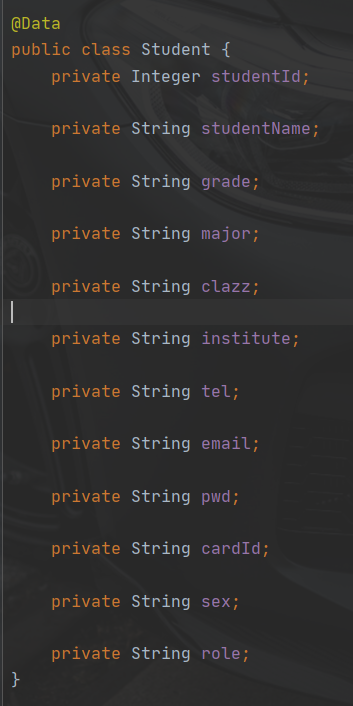 @Data
public class Student {
    private Integer studentId;
    private String studentName;
    private String grade;
    private String major;
    private String clazz;
    private String institute;
    private String tel;
    private String email;
    private String pwd;
    private String cardId;
    private String sex;
    private String role;
}